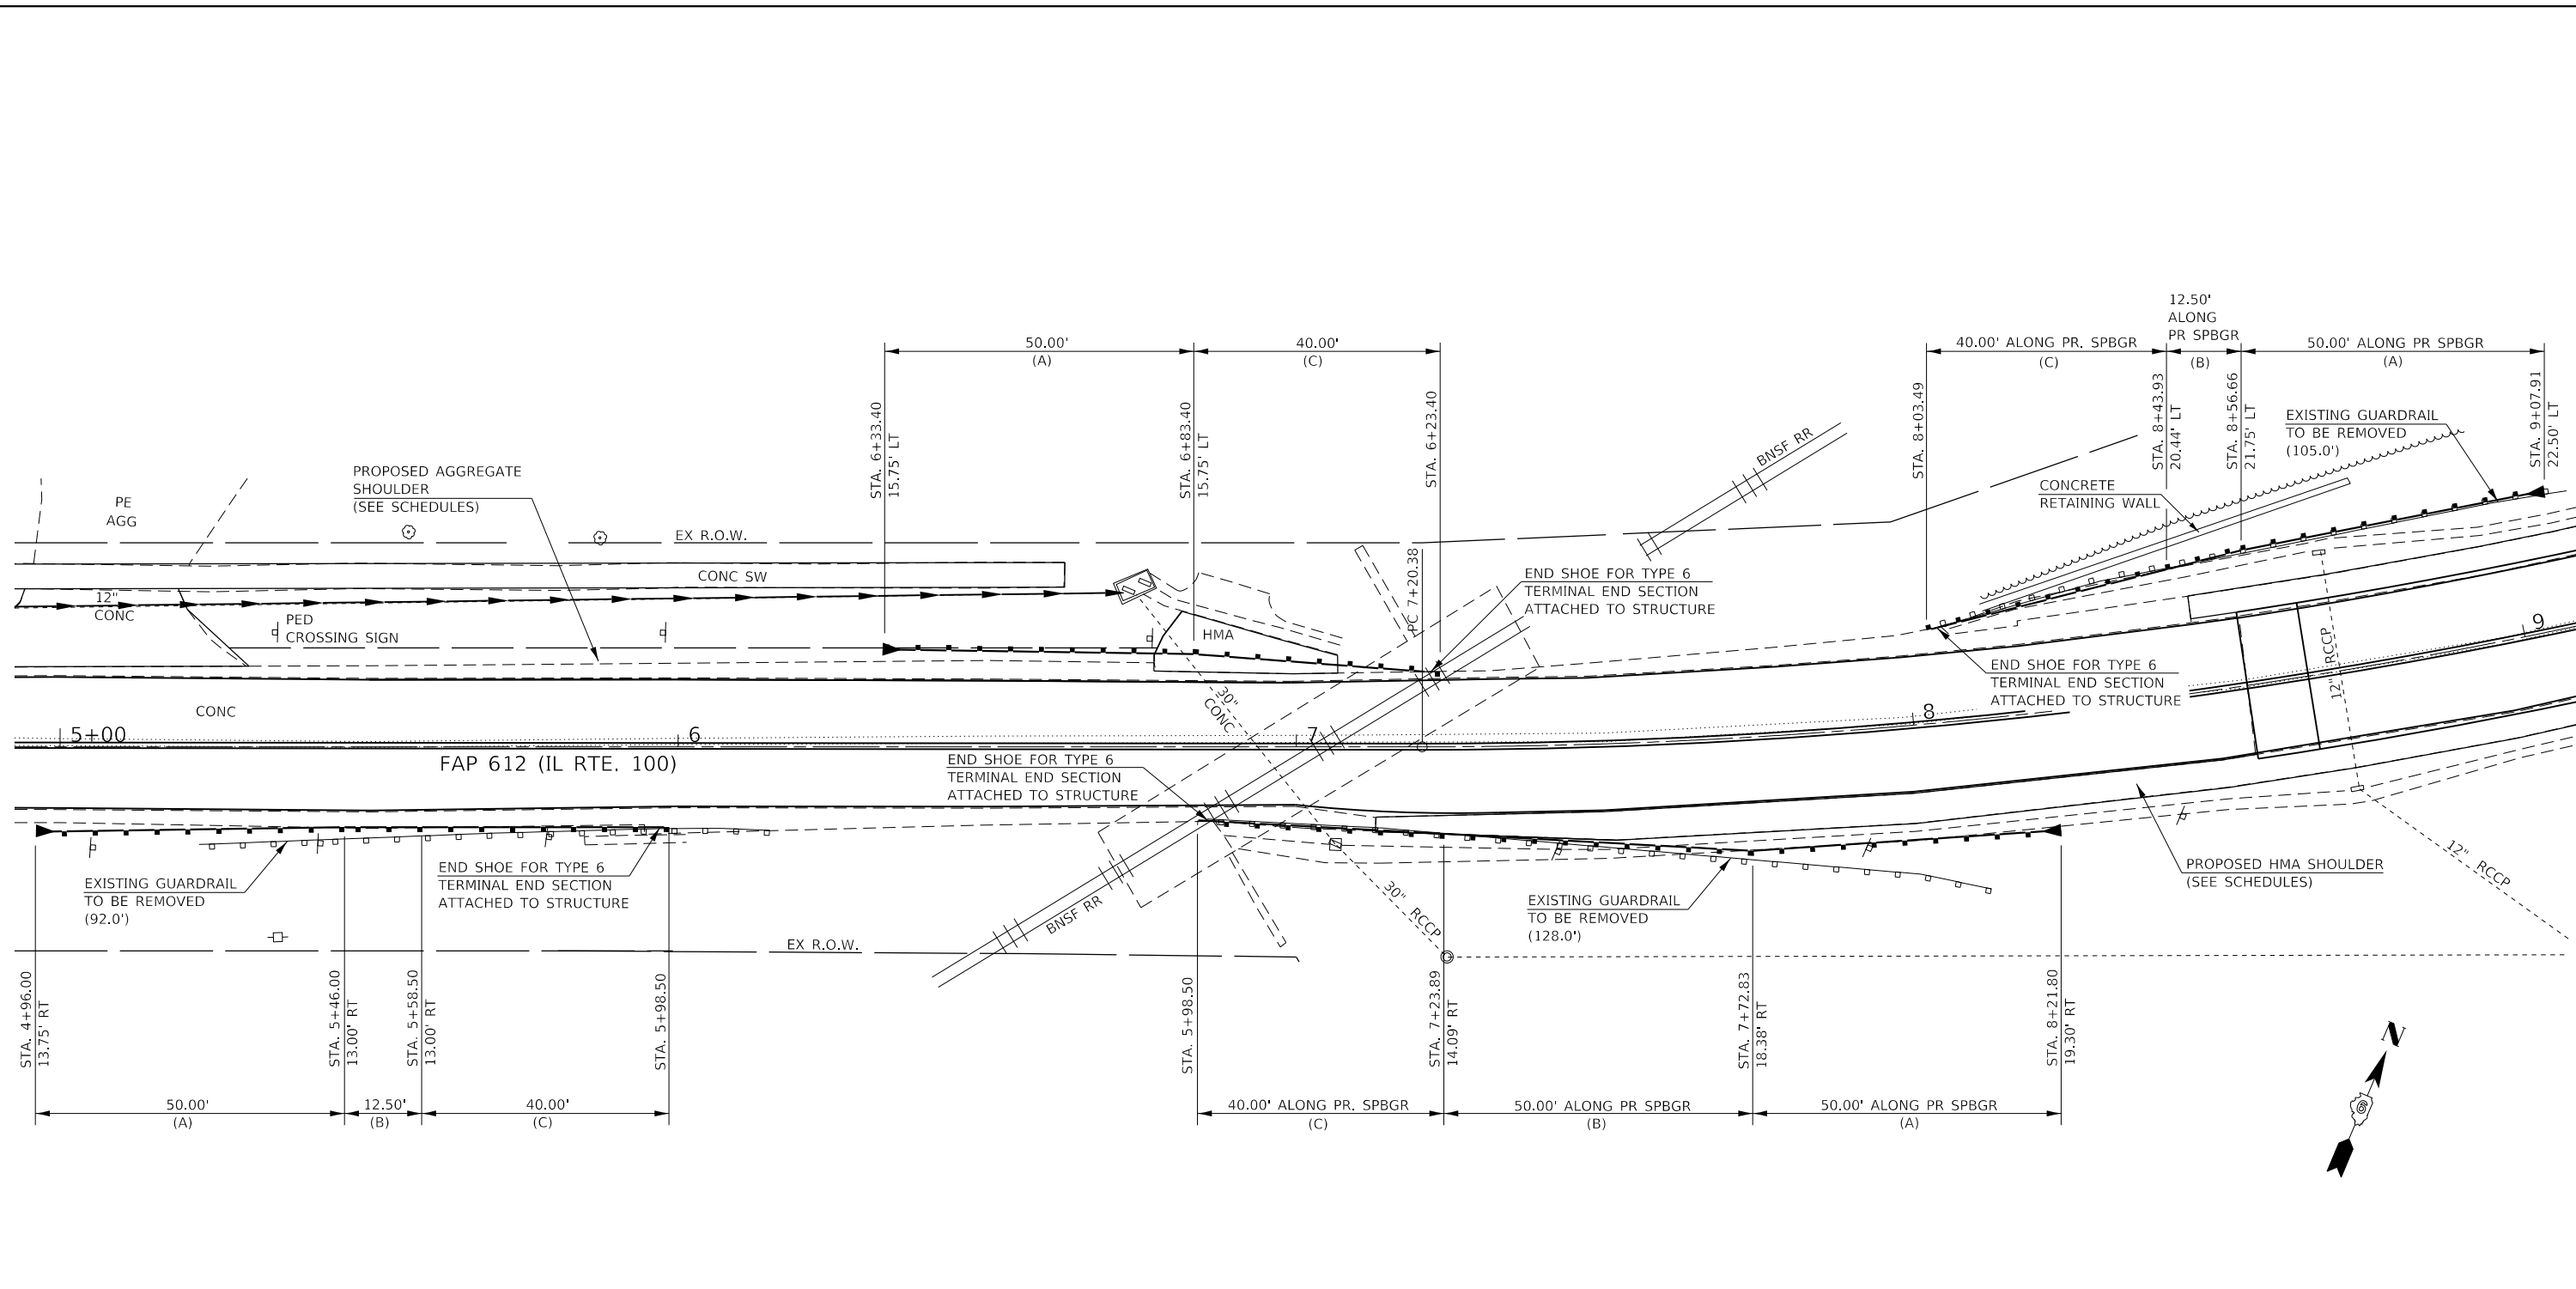 12.50'
ALONG
PR SPBGR
50.00'
(A)
40.00'
(C)
40.00' ALONG PR. SPBGR
(C)
(B)
50.00' ALONG PR SPBGR
(A)
STA. 6+33.40
15.75' LT
STA. 6+83.40
15.75' LT
STA. 6+23.40
STA. 8+03.49
STA. 8+43.93
20.44' LT
STA. 8+56.66
21.75' LT
STA. 9+07.91
22.50' LT
EXISTING GUARDRAIL
TO BE REMOVED
(105.0')
BNSF RR
PROPOSED AGGREGATE
SHOULDER
(SEE SCHEDULES)
CONCRETE
RETAINING WALL
PE
AGG
EX R.O.W.
CONC SW
PC 7+20.38
END SHOE FOR TYPE 6
TERMINAL END SECTION
ATTACHED TO STRUCTURE
12"
CONC
PED
CROSSING SIGN
HMA
12" RCCP
9
END SHOE FOR TYPE 6
TERMINAL END SECTION
ATTACHED TO STRUCTURE
30"
CONC
CONC
5+00
6
7
8
FAP 612 (IL RTE. 100)
END SHOE FOR TYPE 6
TERMINAL END SECTION
ATTACHED TO STRUCTURE
EXISTING GUARDRAIL
TO BE REMOVED
(92.0')
END SHOE FOR TYPE 6
TERMINAL END SECTION
ATTACHED TO STRUCTURE
BNSF RR
30" RCCP
EXISTING GUARDRAIL
TO BE REMOVED
(128.0')
PROPOSED HMA SHOULDER
(SEE SCHEDULES)
12" RCCP
EX R.O.W.
STA. 4+96.00
13.75' RT
STA. 5+46.00
13.00' RT
STA. 5+58.50
13.00' RT
STA. 5+98.50
STA. 5+98.50
STA. 7+23.89
14.09' RT
STA. 7+72.83
18.38' RT
STA. 8+21.80
19.30' RT
N
50.00'
(A)
12.50'
(B)
40.00'
(C)
40.00' ALONG PR. SPBGR
(C)
50.00' ALONG PR SPBGR
(B)
50.00' ALONG PR SPBGR
(A)